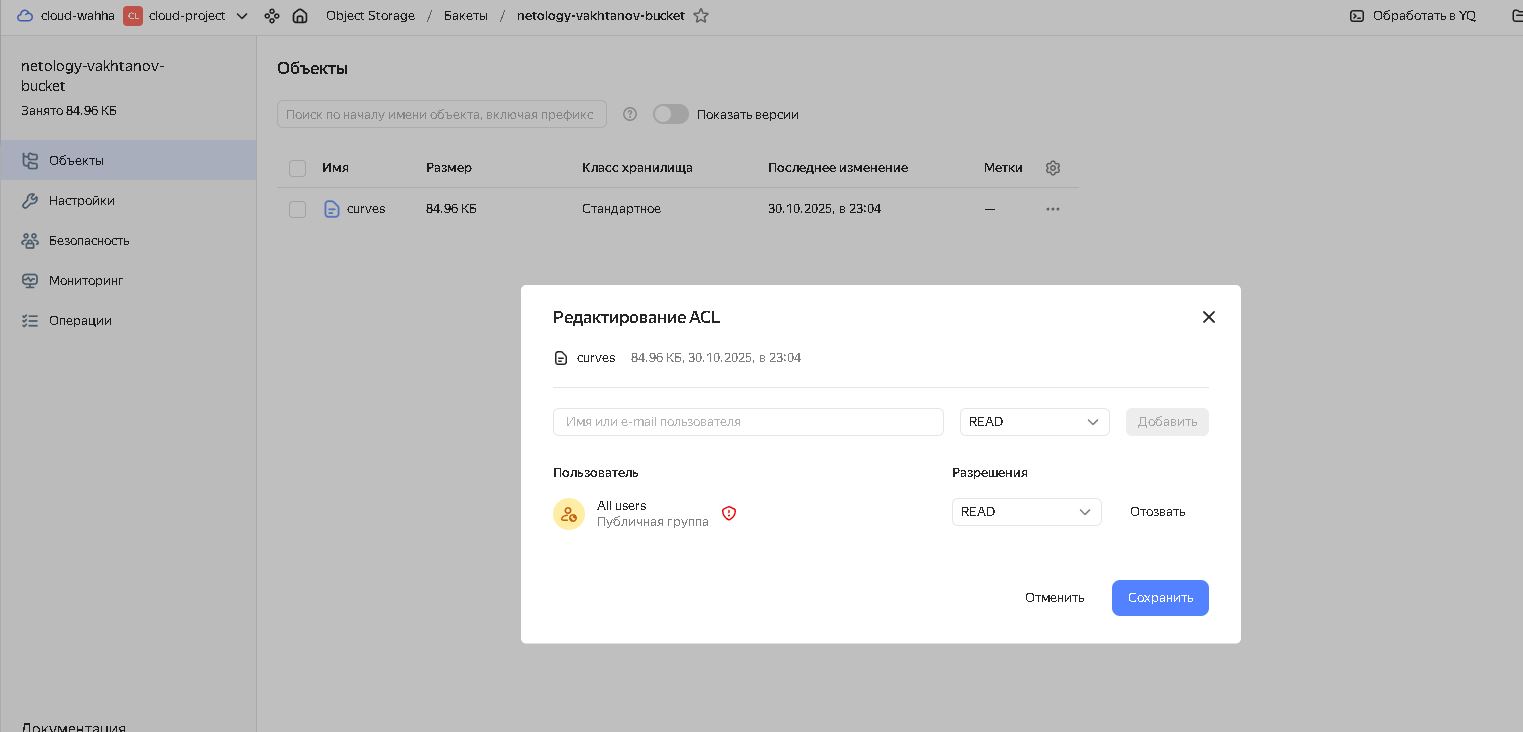 cloud-wahha CL cloud-project Object Storage / Бакеты / netology-vakhtanov-bucket Обработать в YQ
netology-vakhtanov-
bucket
Занято 84.96 КБ
Объекты
Настройки
Безопасность
Мониторинг
Операции
Документация
Объекты
Поиск по началу имени объекта, включая префикс Показать версии
Имя Размер Класс хранилища Последнее изменение Метки
curves 84.96 КБ Стандартное 30.10.2025, в 23:04 —
Редактирование ACL
curves 84.96 КБ, 30.10.2025, в 23:04
Имя или e-mail пользователя READ Добавить
Пользователь Разрешения
All users
Публичная группа
READ Отозвать
Отменить Сохранить